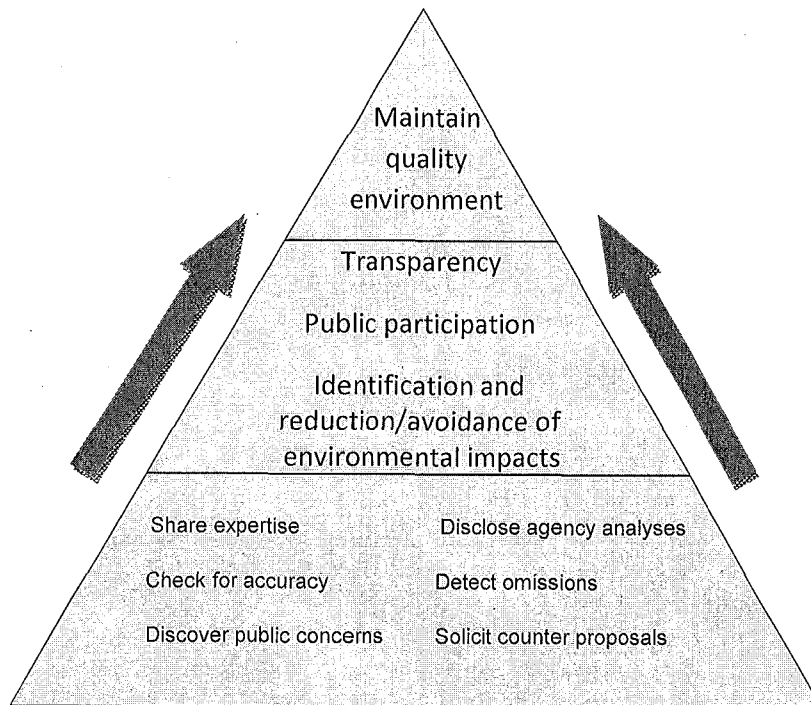 Maintain
quality
environment
Transparency
Public participation
Identification and
reduction/avoidance of
environmental impacts
Share expertise
Disclose agency analyses
Check for accuracy
Detect omissions
Discover public concerns
Solicit counter proposals